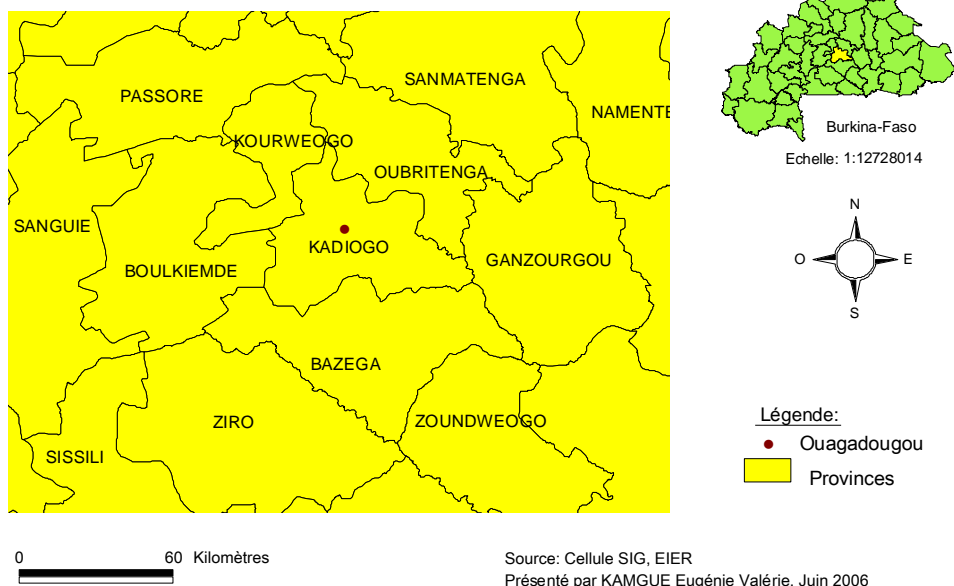 PASSORE
SANMATENGA
NAMENTE
KOURWEOGO
OUBRITENGA
SANGUIE
KADIOGO
BOULKIEMDE
GANZOURGOU
BAZEGA
ZIRO
ZOUNDWEOGO
SISSILI
Burkina-Faso
Echelle: 1:12728014
N
O E
S
Légende:
Ouagadougou
Provinces
0 60 Kilomètres
Source: Cellule SIG, EIER
Présenté par KAMGUE Eugénie Valérie, Juin 2006